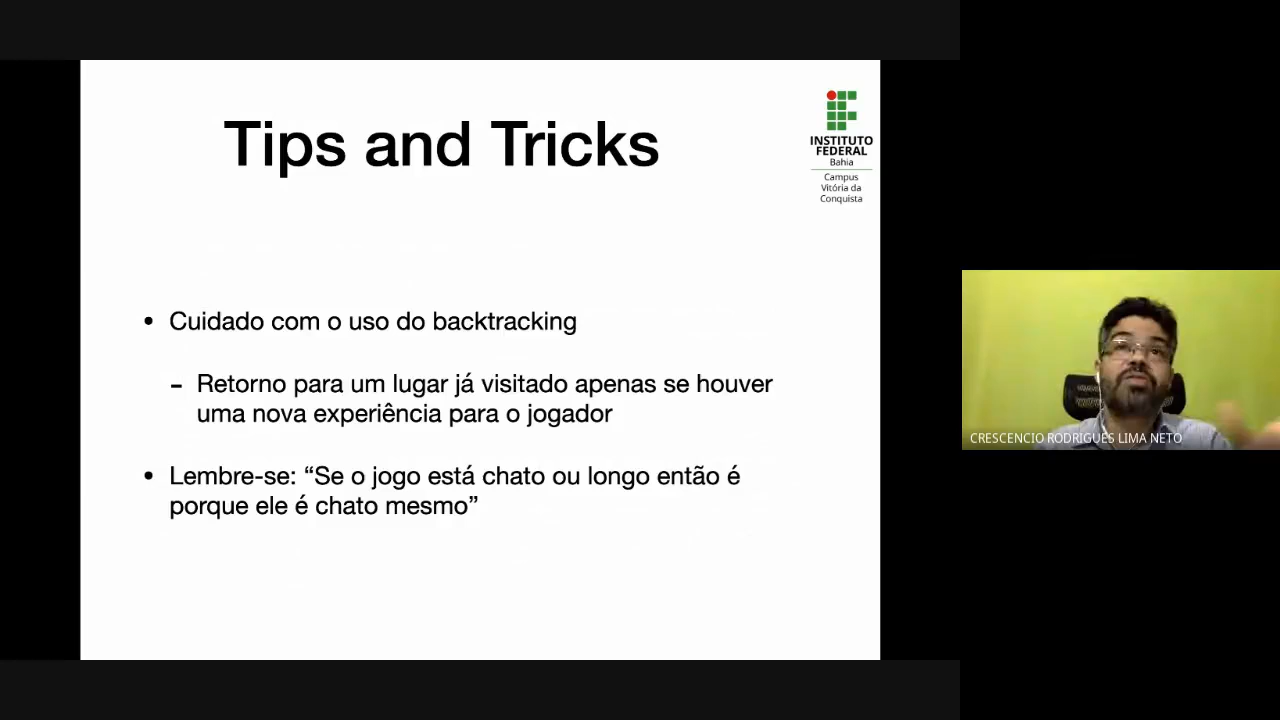 Tips and Tricks
INSTITUTO
FEDERAL
Bahia
Campus
Vitória da
Conquista
• Cuidado com o uso do backtracking
– Retorno para um lugar já visitado apenas se houver
uma nova experiência para o jogador
• Lembre-se: “Se o jogo está chato ou longo então é
porque ele é chato mesmo”
CRESCENCIO RODRIGUES LIMA NETO